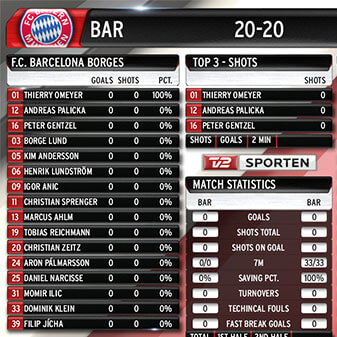 FC BAYERN
MÜNCHEN
BAR 20-20
F.C. BARCELONA BORGES
GOALS SHOTS PCT.
01 THIERRY OMEYER 0 0 100%
12 ANDREAS PALICKA 0 0 0%
16 PETER GENTZEL 0 0 0%
03 BORGE LUND 0 0 0%
05 KIM ANDERSSON 0 0 0%
06 HENRIK LUNDSTRÖM 0 0 0%
09 IGOR ANIC 0 0 0%
11 CHRISTIAN SPRENGER 0 0 0%
13 MARCUS AHLM 0 0 0%
19 TOBIAS REICHMANN 0 0 0%
20 CHRISTIAN ZEITZ 0 0 0%
24 ARON PÁLMARSSON 0 0 0%
25 DANIEL NARCISSE 0 0 0%
31 MOMIR ILIC 0 0 0%
33 DOMINIK KLEIN 0 0 0%
39 FILIP JÍCHA 0 0 0%
TOP 3 - SHOTS
SHOTS
01 THIERRY OMEYER 0
12 ANDREAS PALICKA 0
16 PETER GENTZEL 0
SHOTS GOALS 2 MIN
TV2 SPORTEN
MATCH STATISTICS
BAR BAR
0 GOALS 0
0 SHOTS TOTAL 0
0 SHOTS ON GOAL 0
0/0 7M 33/33
0 SAVING PCT. 100%
0 TURNOVERS 0
0 TECHINCAL FOULS 0
0 FAST BREAK GOALS 0
TOTAL 1ST HALF 2ND HALF